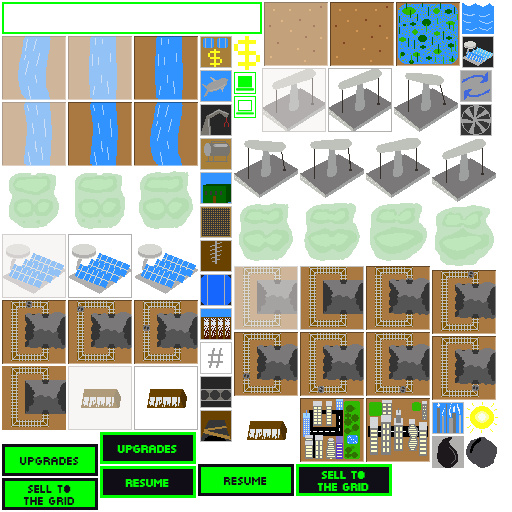 $
$
#
UPGRADES
UPGRADES
SELL TO
THE GRID
RESUME
RESUME
SELL TO
THE GRID